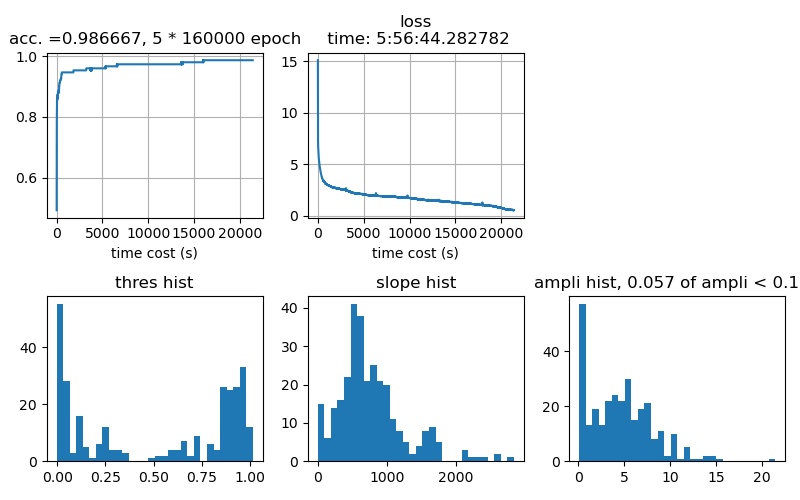 acc. =0.986667, 5 * 160000 epoch
1.0
0.8
0.6
0 5000 10000 15000 20000
time cost (s)
loss
time: 5:56:44.282782
15
10
5
0
0 5000 10000 15000 20000
time cost (s)
thres hist
40
20
0
0.00 0.25 0.50 0.75 1.00
slope hist
40
30
20
10
0
0 1000 2000
ampli hist, 0.057 of ampli < 0.1
40
20
0
0 5 10 15 20